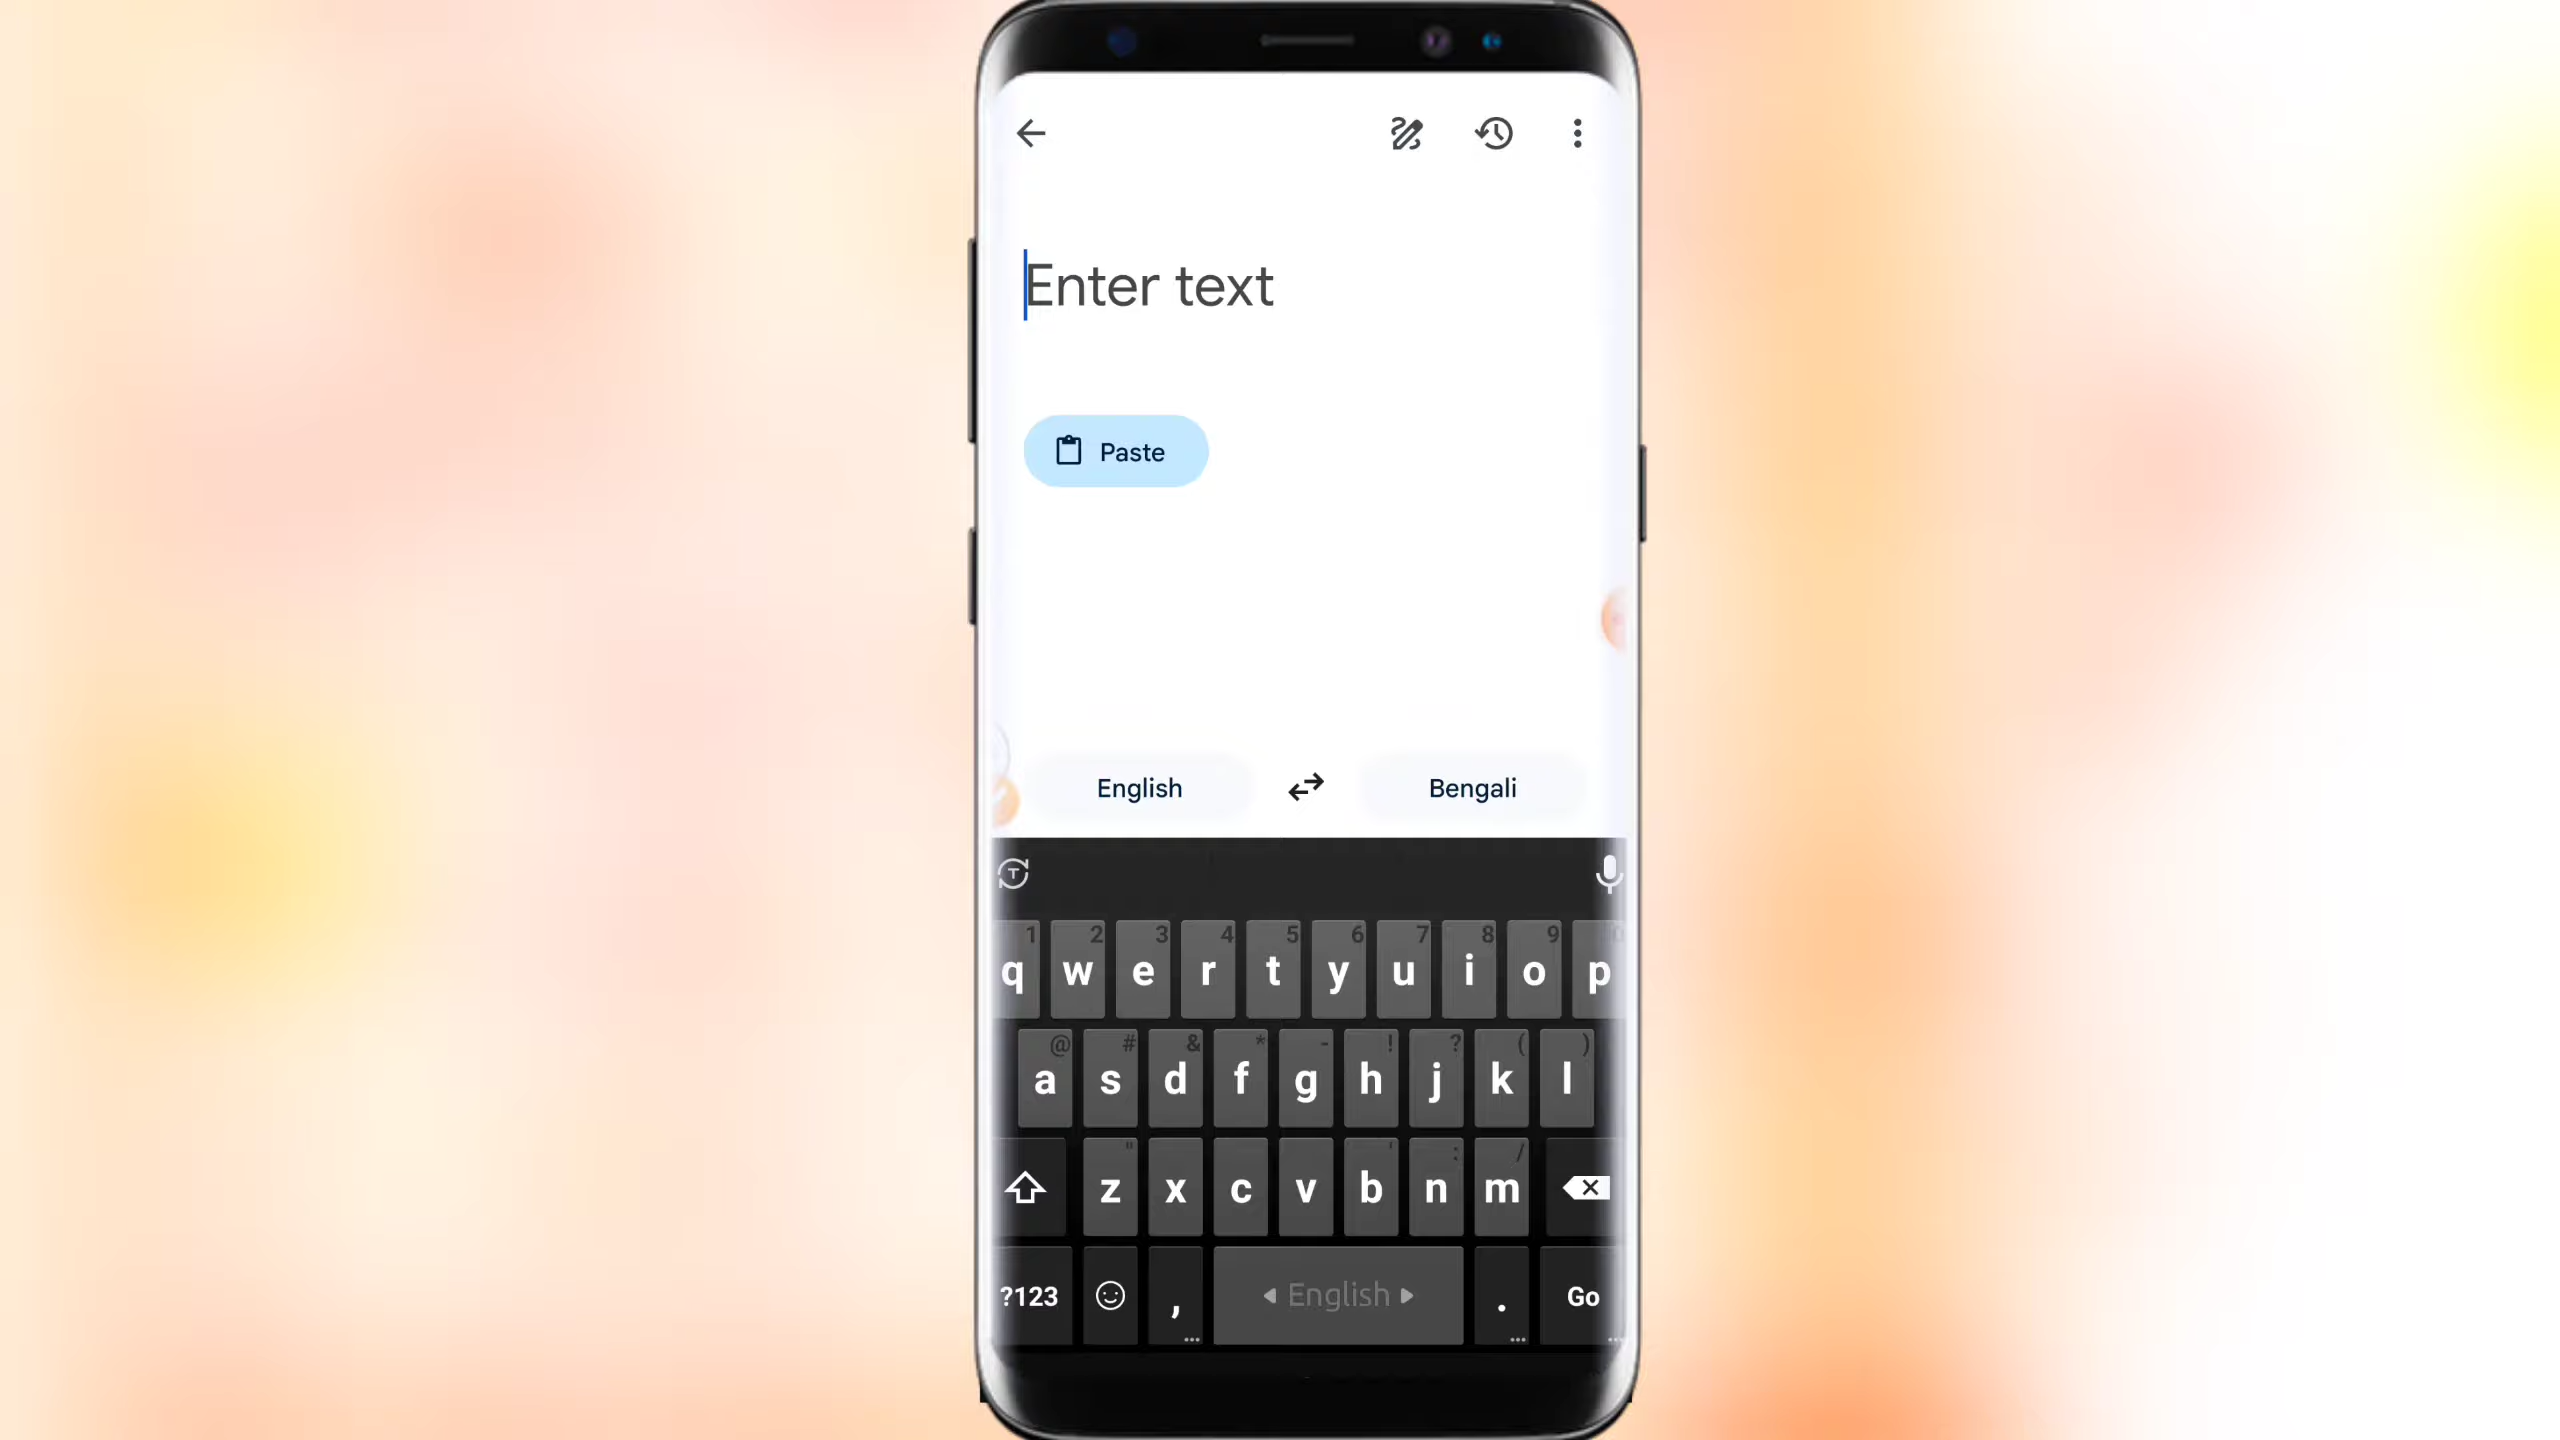 Enter text
Paste
English
Bengali
1 2 3 4 5 6 7 8 9
q w e r t y u i o p
@ # & * - ! ? ( )
a s d f g h j k l
" ' : /
z x c v b n m
?123 , English . Go